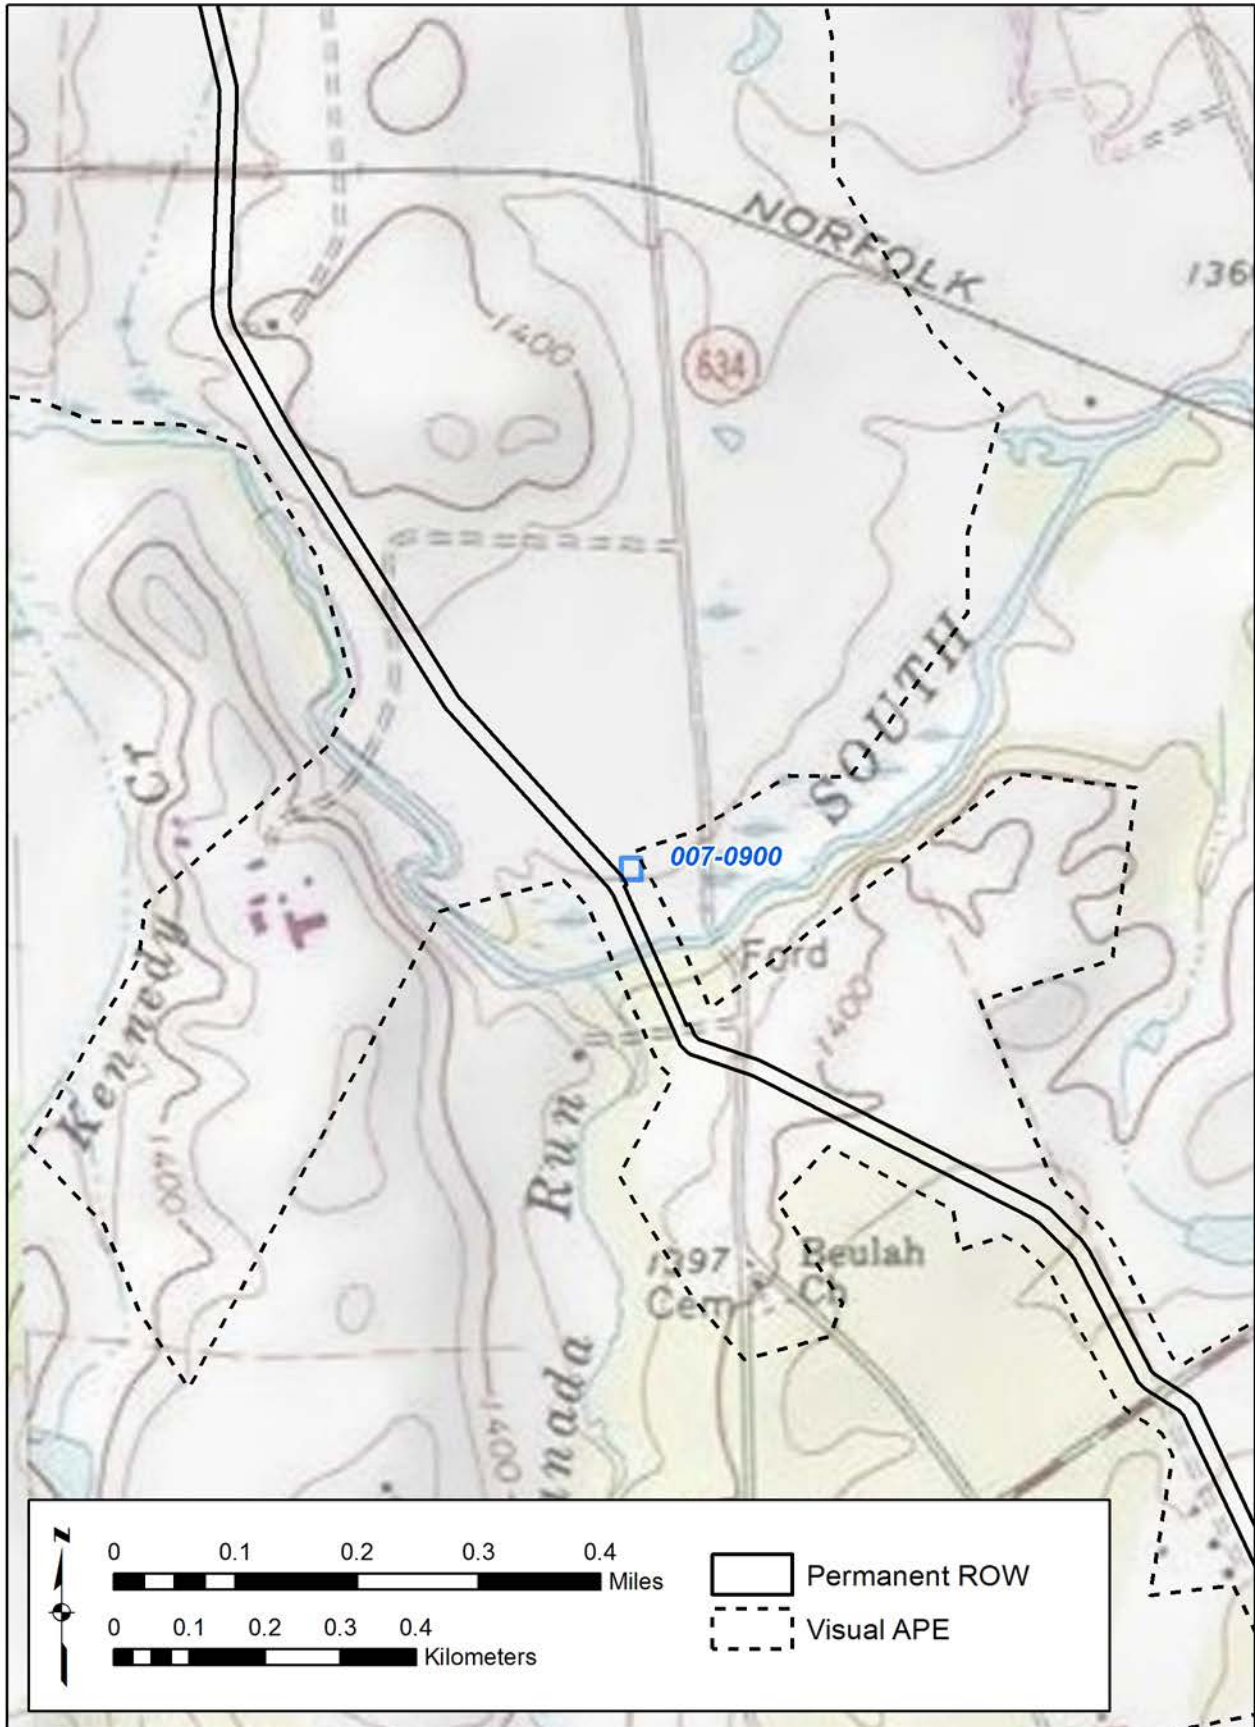 NORFOLK
136
1400
634
SOUTH
Kennedy Cr
007-0900
Ford
1400
1400
Run
1397
Cem
Beulah
Ch
nada
1400
N
0 0.1 0.2 0.3 0.4
Miles
0 0.1 0.2 0.3 0.4
Kilometers
Permanent ROW
Visual APE